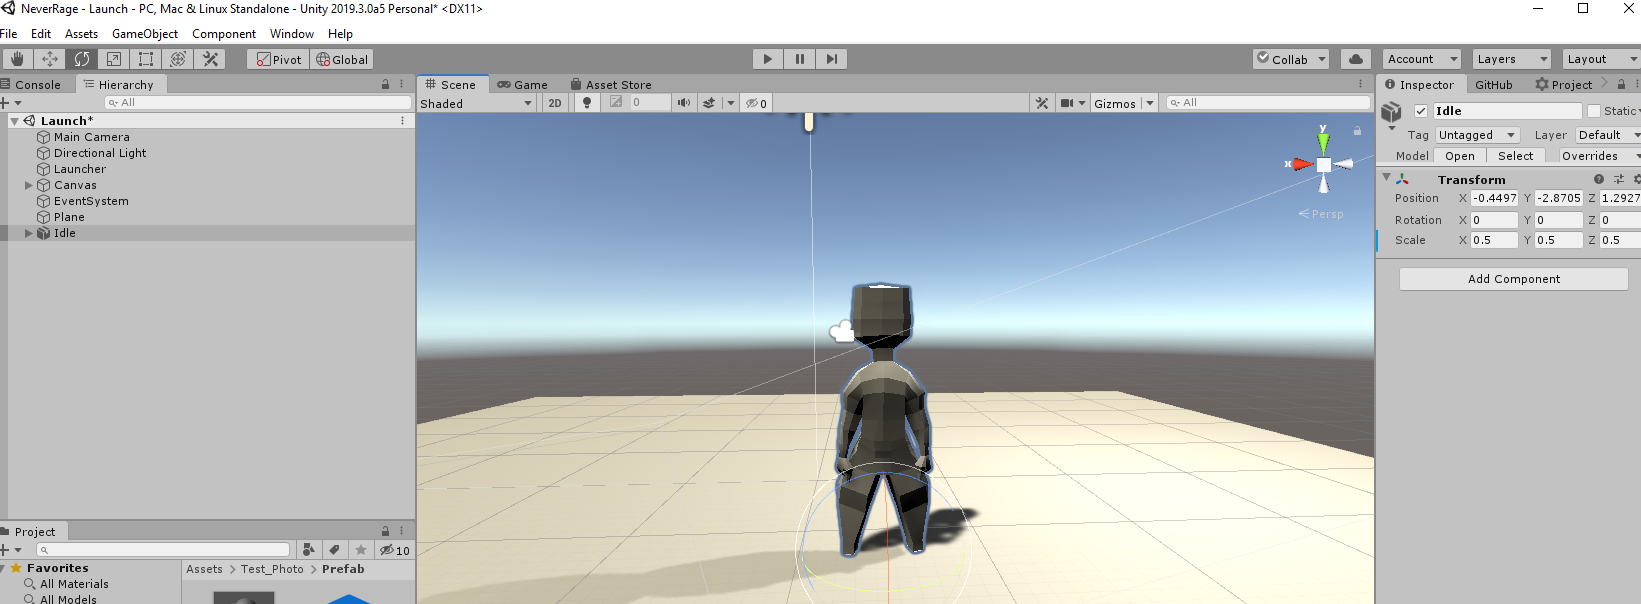 NeverRage - Launch - PC, Mac & Linux Standalone - Unity 2019.3.0a5 Personal* <DX11>
File Edit Assets GameObject Component Window Help
Pivot Global Collab Account Layers Layout
Console Hierarchy Scene Game Asset Store Inspector GitHub Project
All Shaded 2D 0 0 Gizmos All
Launch*
Main Camera
Directional Light
Launcher
Canvas
EventSystem
Plane
Idle
y
x
Persp
Idle Static
Tag Untagged Layer Default
Model Open Select Overrides
Transform
Position X -0.4497 Y -2.8705 Z 1.2927
Rotation X 0 Y 0 Z 0
Scale X 0.5 Y 0.5 Z 0.5
Add Component
Project
10
Favorites
All Materials
All Models
Assets > Test_Photo > Prefab